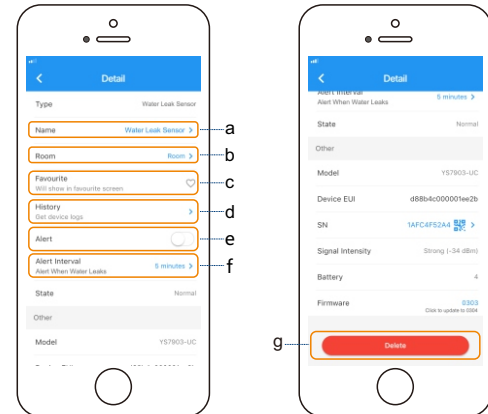 Detail
Type Water Leak Sensor
Name Water Leak Sensor >
a
Room Room >
b
Favourite
Will show in favourite screen
c
History
Get device logs
>
d
Alert
e
Alert Interval
Alert When Water Leaks
5 minutes >
f
State Normal
Other
Model YS7903-UC
Detail
Alert Interval
Alert When Water Leaks
5 minutes >
State Normal
Other
Model YS7903-UC
Device EUI d88b4c000001ee2b
SN 1AFC4F52A4 >
Signal Intensity Strong (-34 dBm)
Battery 4
Firmware 0303
Click to update to 0304
g
Delete